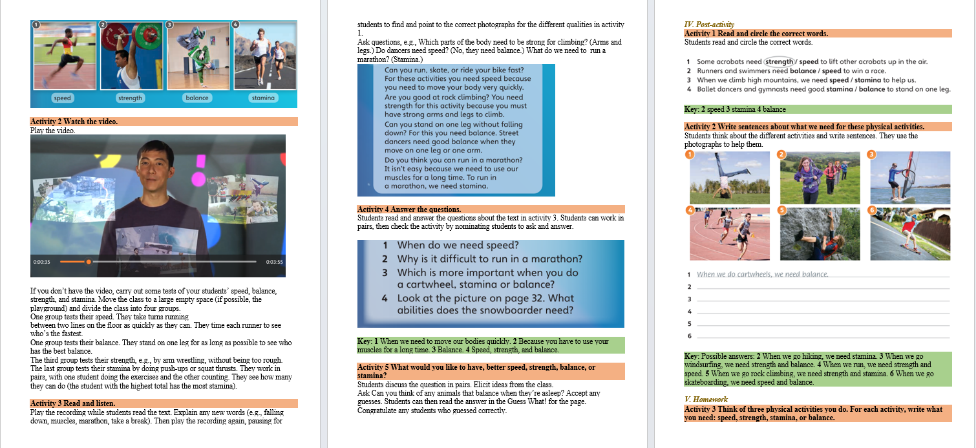 1
2
3
4
speed
strength
balance
stamina
Activity 2 Watch the video.
Play the video.
0:00:25
0:03:55
If you don't have the video, carry out some tests of your students' speed, balance,
strength, and stamina. Move the class to a large empty space (if possible, the
playground) and divide the class into four groups.
One group tests their speed. They take turns running
between two lines on the floor as quickly as they can. They time each runner to see
who's the fastest.
One group tests their balance. They stand on one leg for as long as possible to see who
has the best balance.
The third group tests their strength, e.g., by arm wrestling, without being too rough.
The last group tests their stamina by doing push-ups or squat thrusts. They work in
pairs, with one student doing the exercises and the other counting. They see how many
they can do (the student with the highest total has the most stamina).
Activity 3 Read and listen.
Play the recording while students read the text. Explain any new words (e.g., falling
down, muscles, marathon, take a break). Then play the recording again, pausing for
students to find and point to the correct photographs for the different qualities in activity
1.
Ask questions, e.g., Which parts of the body need to be strong for climbing? (Arms and
legs.) Do dancers need speed? (No, they need balance.) What do we need to run a
marathon? (Stamina.)
Can you run, skate, or ride your bike fast?
For these activities you need speed because
you need to move your body very quickly.
Are you good at rock climbing? You need
strength for this activity because you must
have strong arms and legs to climb.
Can you stand on one leg without falling
down? For this you need balance. Street
dancers need good balance when they
move on one leg or one arm.
Do you think you can run in a marathon?
It isn't easy because we need to use our
muscles for a long time. To run in
a marathon, we need stamina.
Activity 4 Answer the questions.
Students read and answer the questions about the text in activity 3. Students can work in
pairs, then check the activity by nominating students to ask and answer.
1 When do we need speed?
2 Why is it difficult to run in a marathon?
3 Which is more important when you do
a cartwheel, stamina or balance?
4 Look at the picture on page 32. What
abilities does the snowboarder need?
Key: 1 When we need to move our bodies quickly. 2 Because you have to use your
muscles for a long time. 3 Balance. 4 Speed, strength, and balance.
Activity 5 What would you like to have, better speed, strength, balance, or
stamina?
Students discuss the question in pairs. Elicit ideas from the class.
Ask Can you think of any animals that balance when they're asleep? Accept any
guesses. Students can then read the answer in the Guess What! for the page.
Congratulate any students who guessed correctly.
IV. Post-activity
Activity 1 Read and circle the correct words.
Students read and circle the correct words.
1 Some acrobats need strength / speed to lift other acrobats up in the air.
2 Runners and swimmers need balance / speed to win a race.
3 When we climb high mountains, we need speed / stamina to help us.
4 Ballet dancers and gymnasts need good stamina / balance to stand on one leg.
Key: 2 speed 3 stamina 4 balance
Activity 2 Write sentences about what we need for these physical activities.
Students think about the different activities and write sentences. They use the
photographs to help them.
1
2
3
4
5
6
1 When we do cartwheels, we need balance.
2
3
4
5
6
Key: Possible answers: 2 When we go hiking, we need stamina. 3 When we go
windsurfing, we need strength and balance. 4 When we run, we need speed and
stamina. 5 When we go rock climbing, we need strength and stamina. 6 When we go
skateboarding, we need speed and balance.
V. Homework
Activity 3 Think of three physical activities you do. For each activity, write what
you need: speed, strength, stamina, or balance.